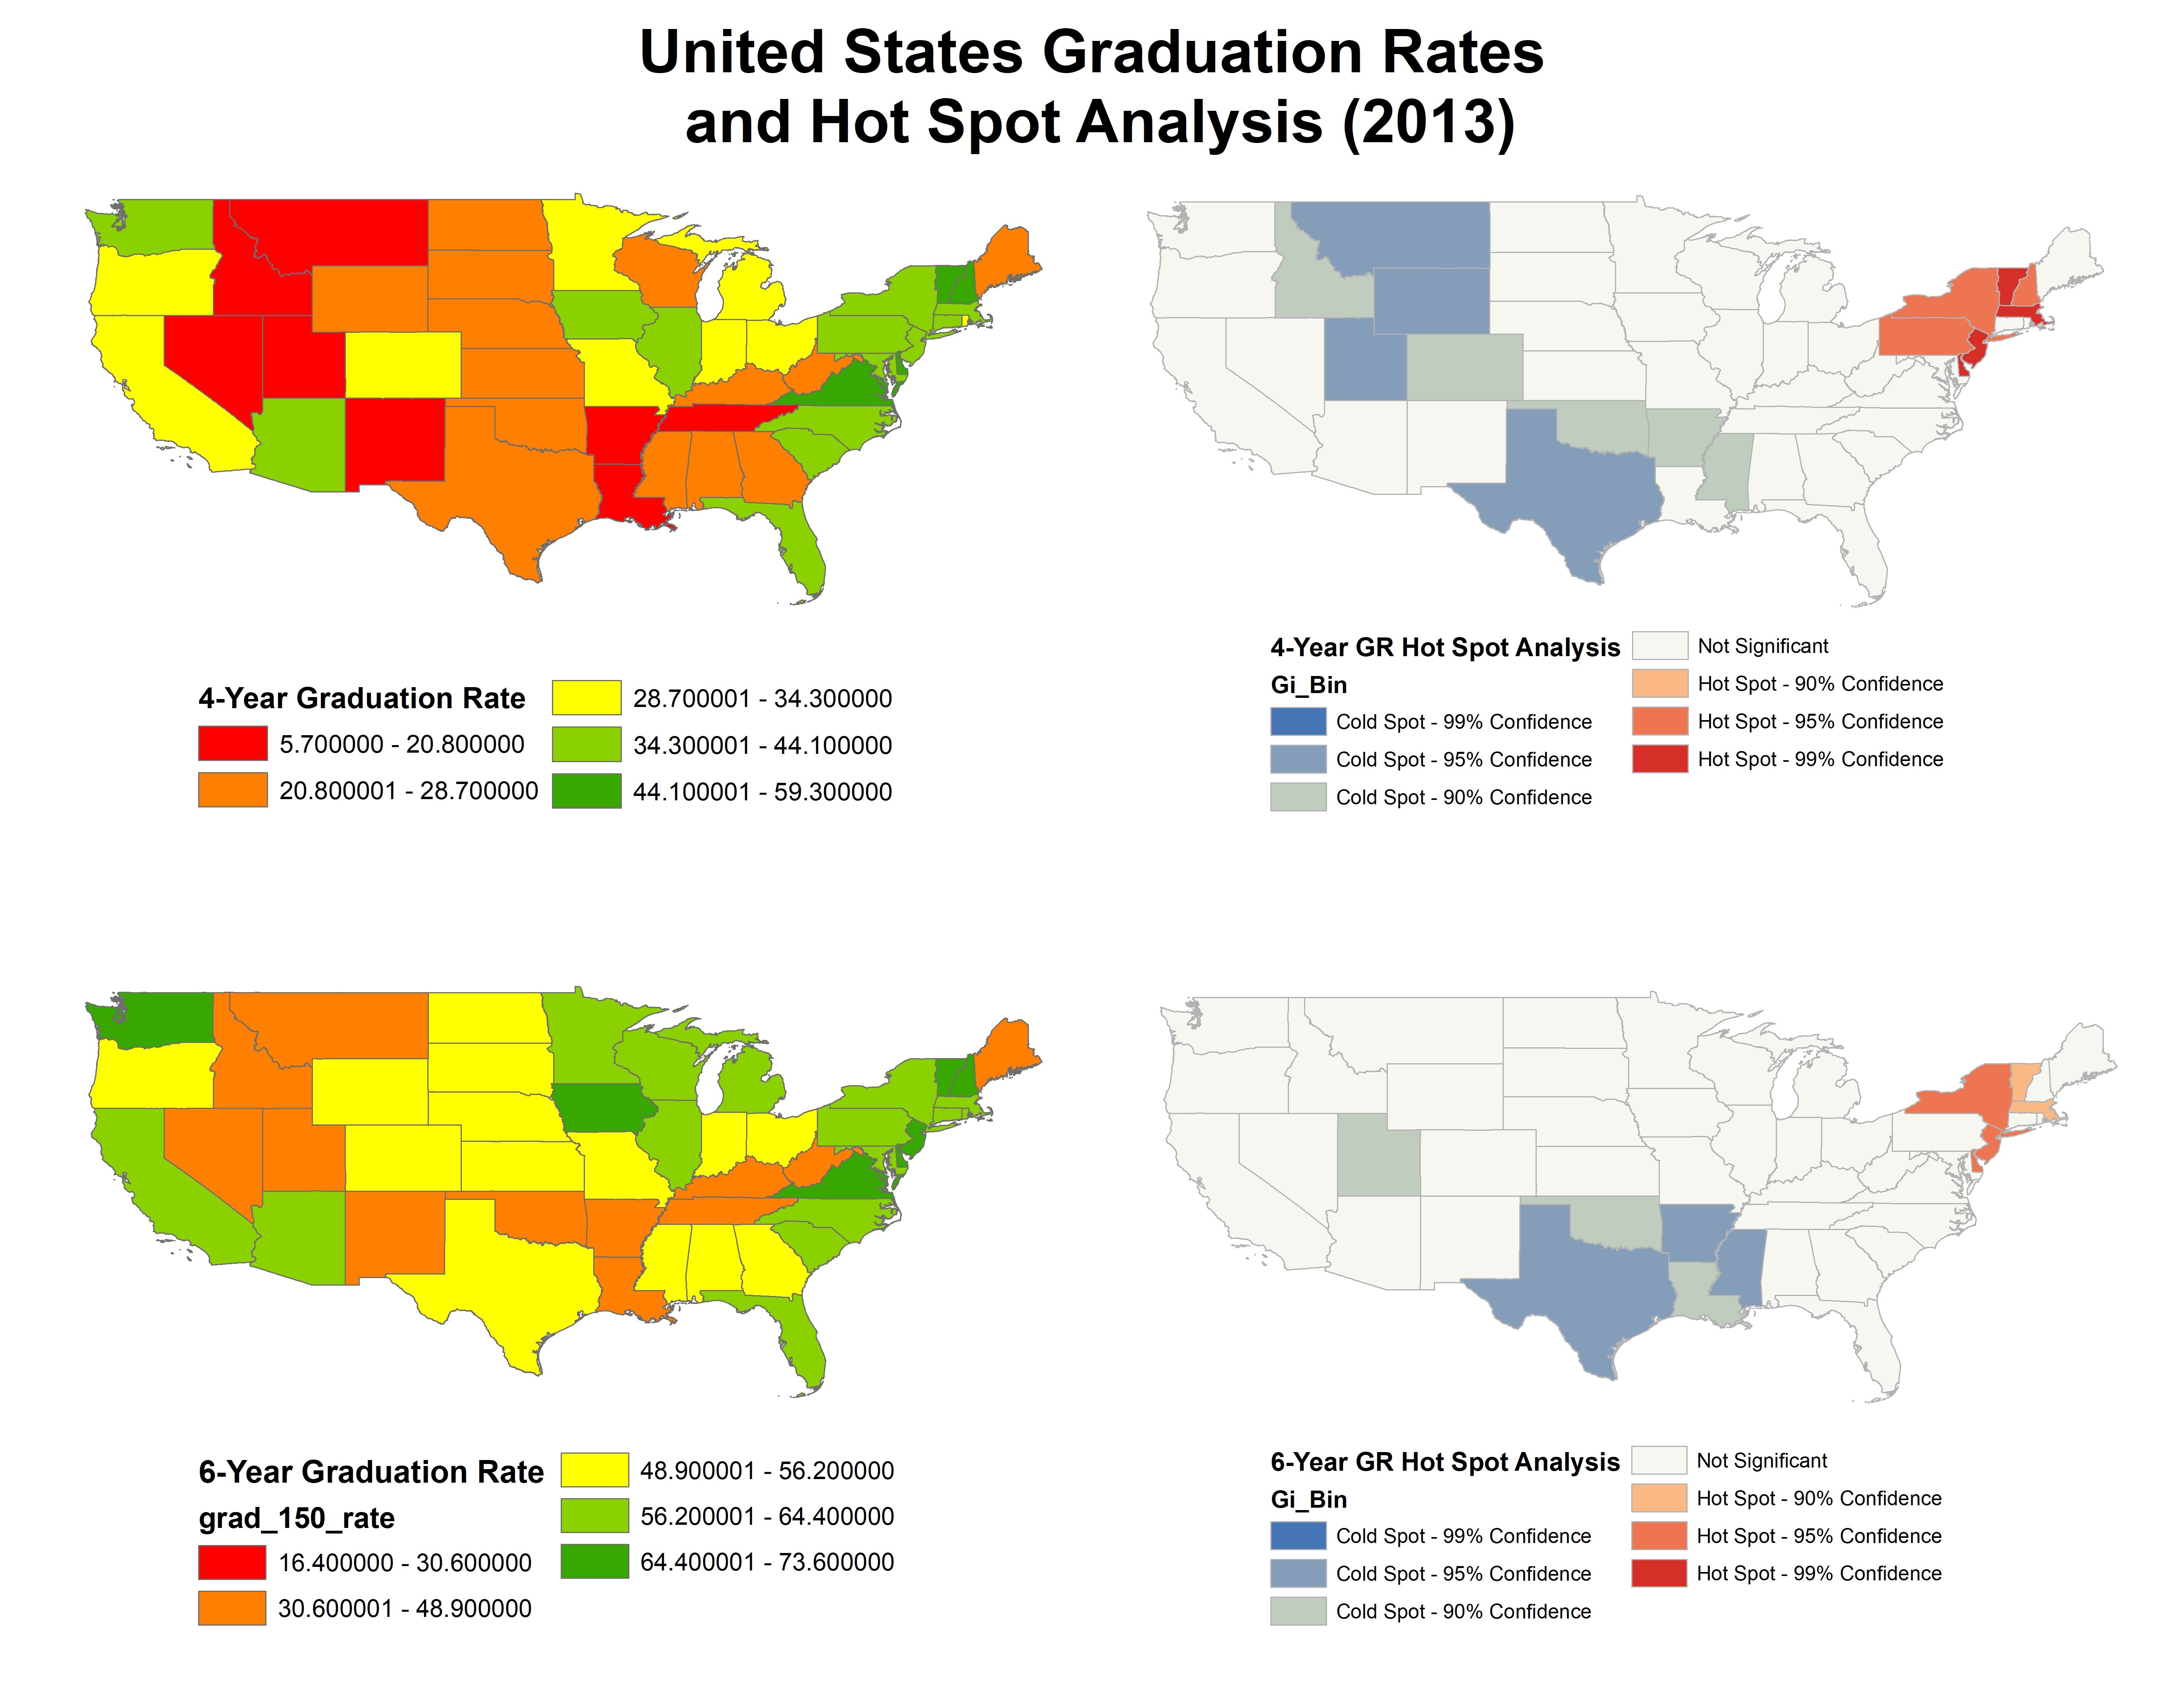 United States Graduation Rates
and Hot Spot Analysis (2013)
4-Year Graduation Rate
5.700000 - 20.800000
20.800001 - 28.700000
28.700001 - 34.300000
34.300001 - 44.100000
44.100001 - 59.300000
4-Year GR Hot Spot Analysis
Gi_Bin
Cold Spot - 99% Confidence
Cold Spot - 95% Confidence
Cold Spot - 90% Confidence
Not Significant
Hot Spot - 90% Confidence
Hot Spot - 95% Confidence
Hot Spot - 99% Confidence
6-Year Graduation Rate
grad_150_rate
16.400000 - 30.600000
30.600001 - 48.900000
48.900001 - 56.200000
56.200001 - 64.400000
64.400001 - 73.600000
6-Year GR Hot Spot Analysis
Gi_Bin
Cold Spot - 99% Confidence
Cold Spot - 95% Confidence
Cold Spot - 90% Confidence
Not Significant
Hot Spot - 90% Confidence
Hot Spot - 95% Confidence
Hot Spot - 99% Confidence